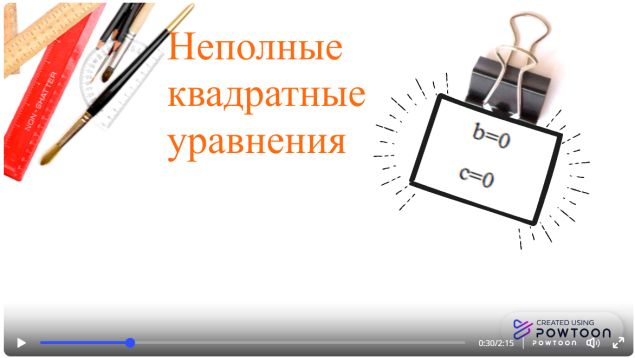 Неполные
квадратные
уравнения
b=0
c=0
NON-SHATTER
CREATED USING
POWTOON
0:30/2:15
POWTOON